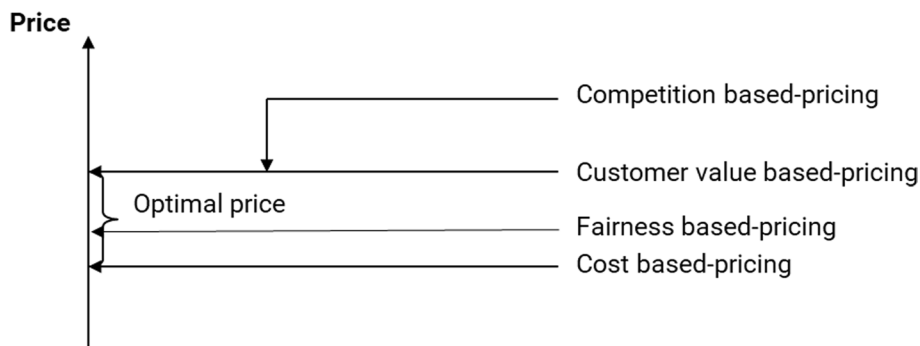 Price
Competition based-pricing
Customer value based-pricing
Optimal price
Fairness based-pricing
Cost based-pricing